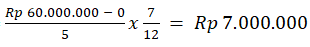 Rp 60.000.000 − 0 / 5 x 7 / 12 = Rp 7.000.000